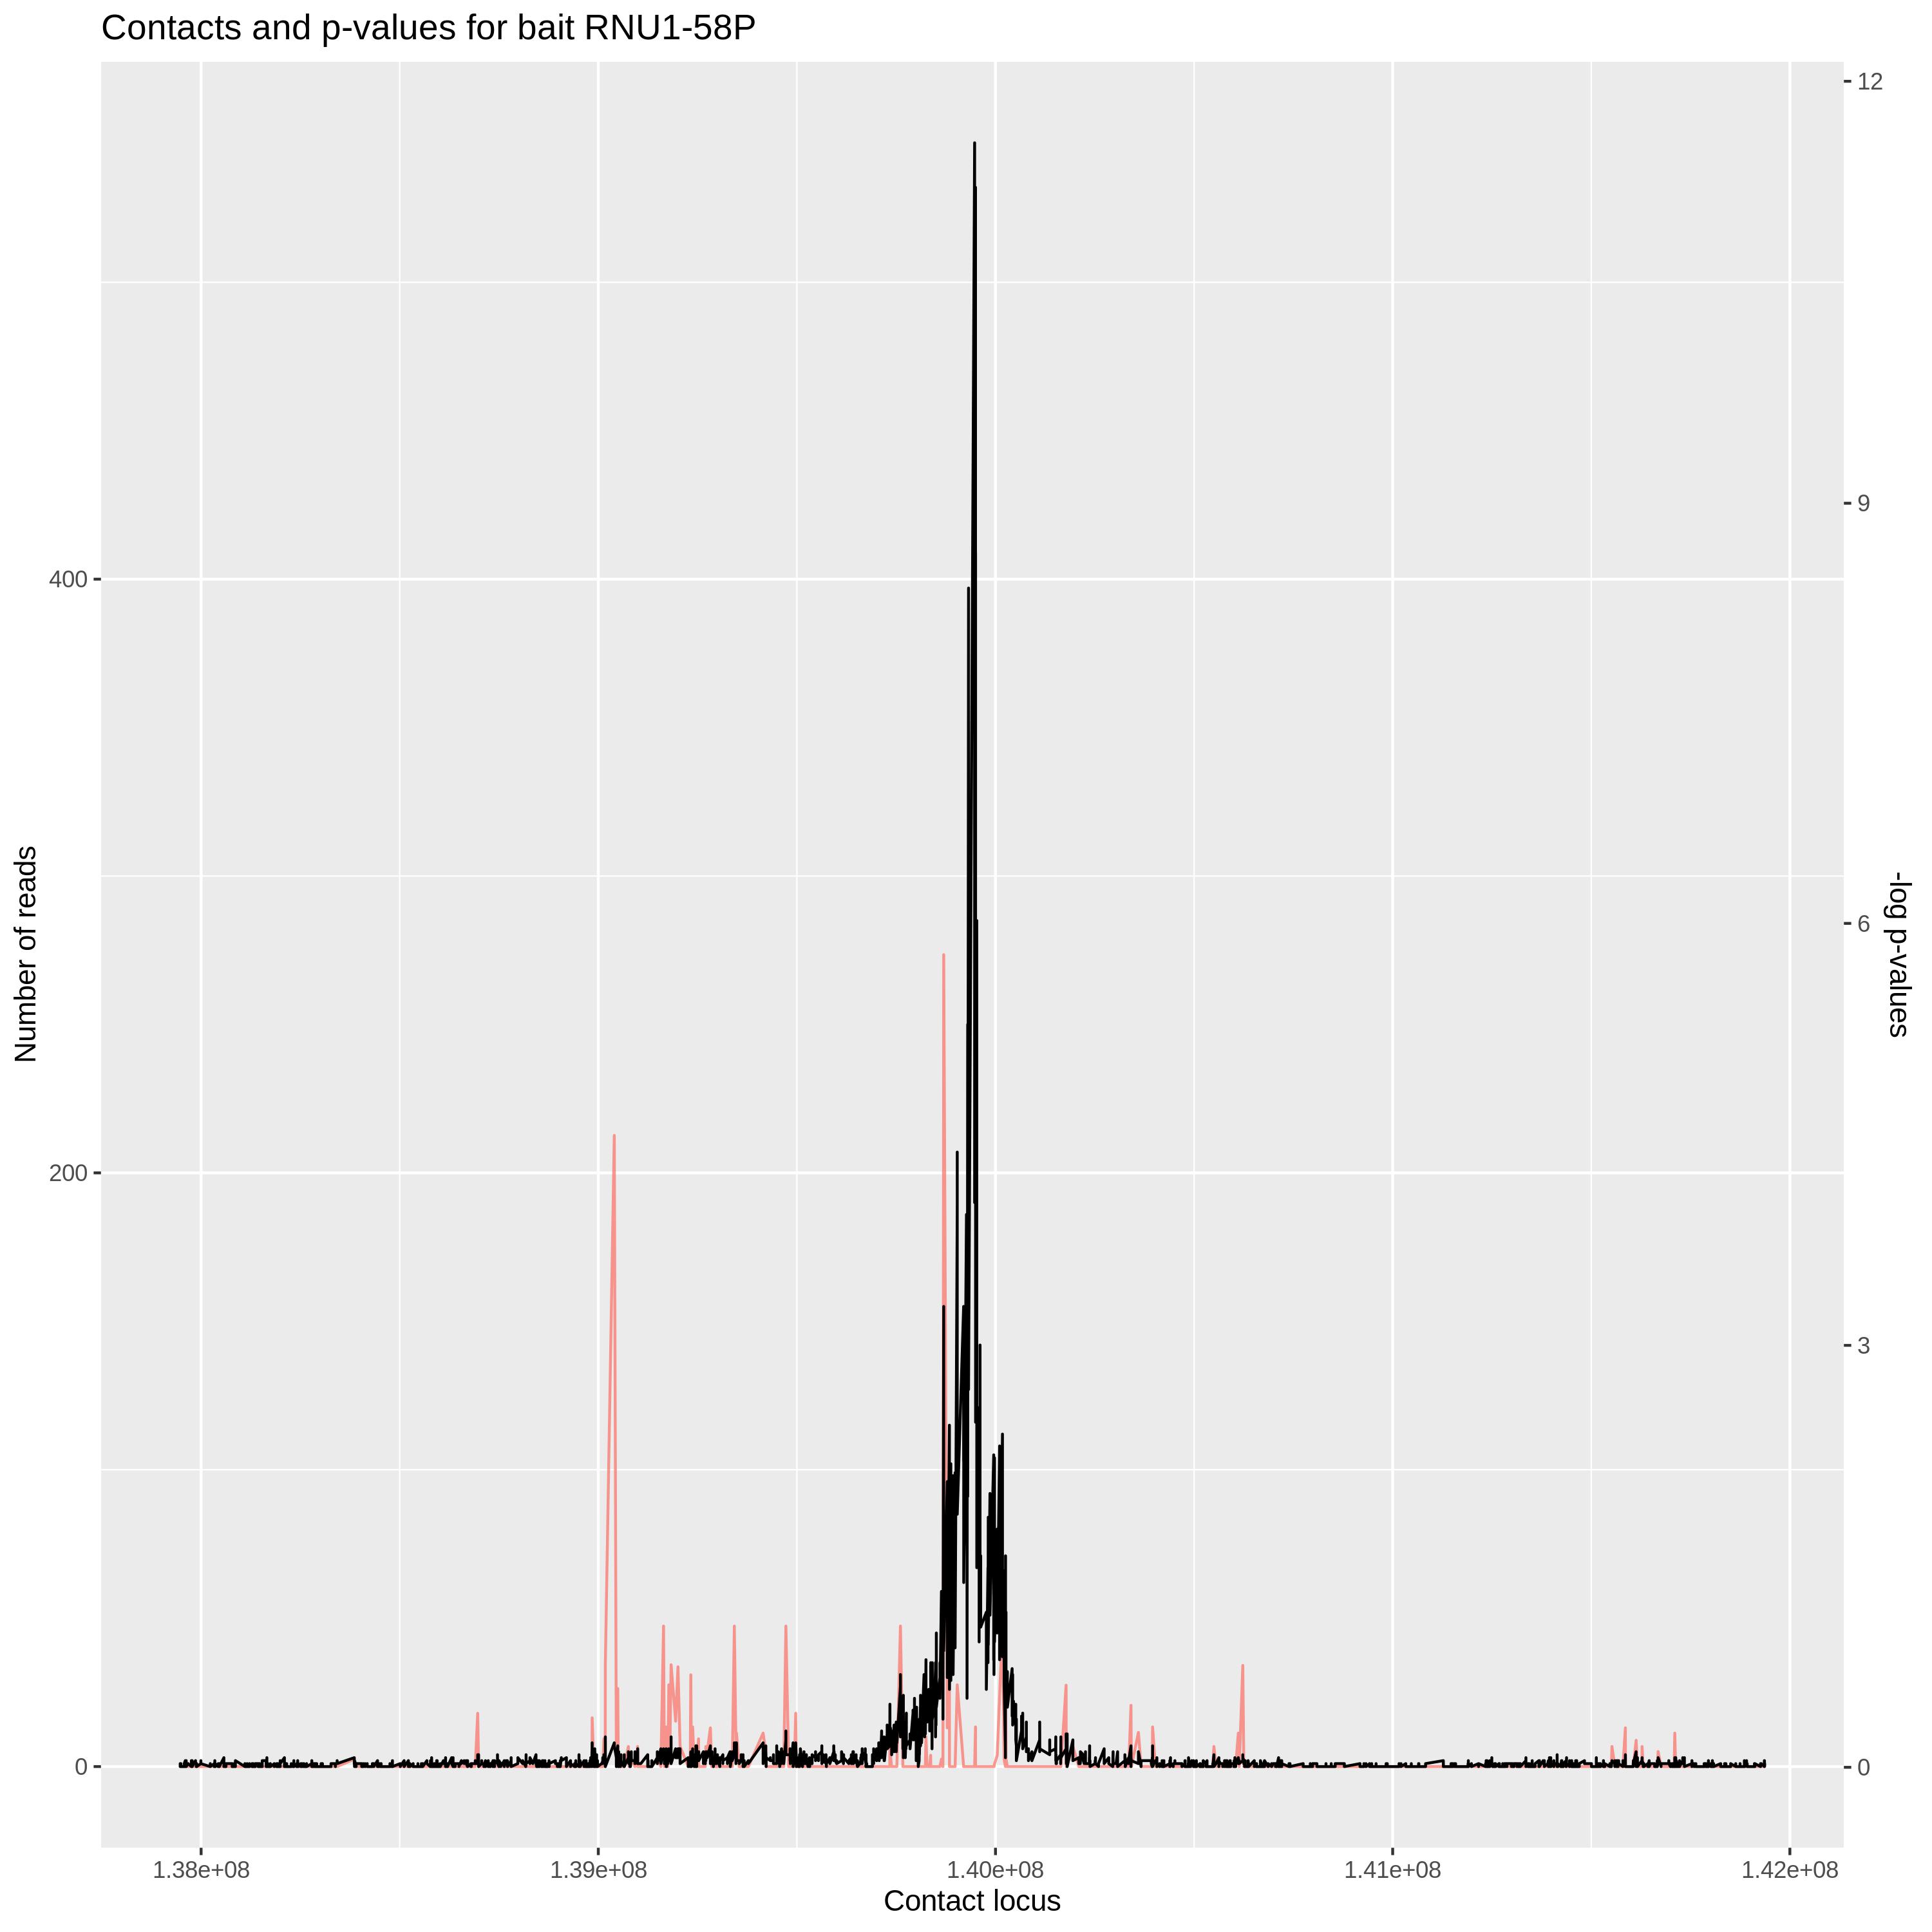 Contacts and p-values for bait RNU1-58P
12
9
400
6
Number of reads
-log p-values
200
3
0
0
1.38e+08 1.39e+08 1.40e+08 1.41e+08 1.42e+08
Contact locus